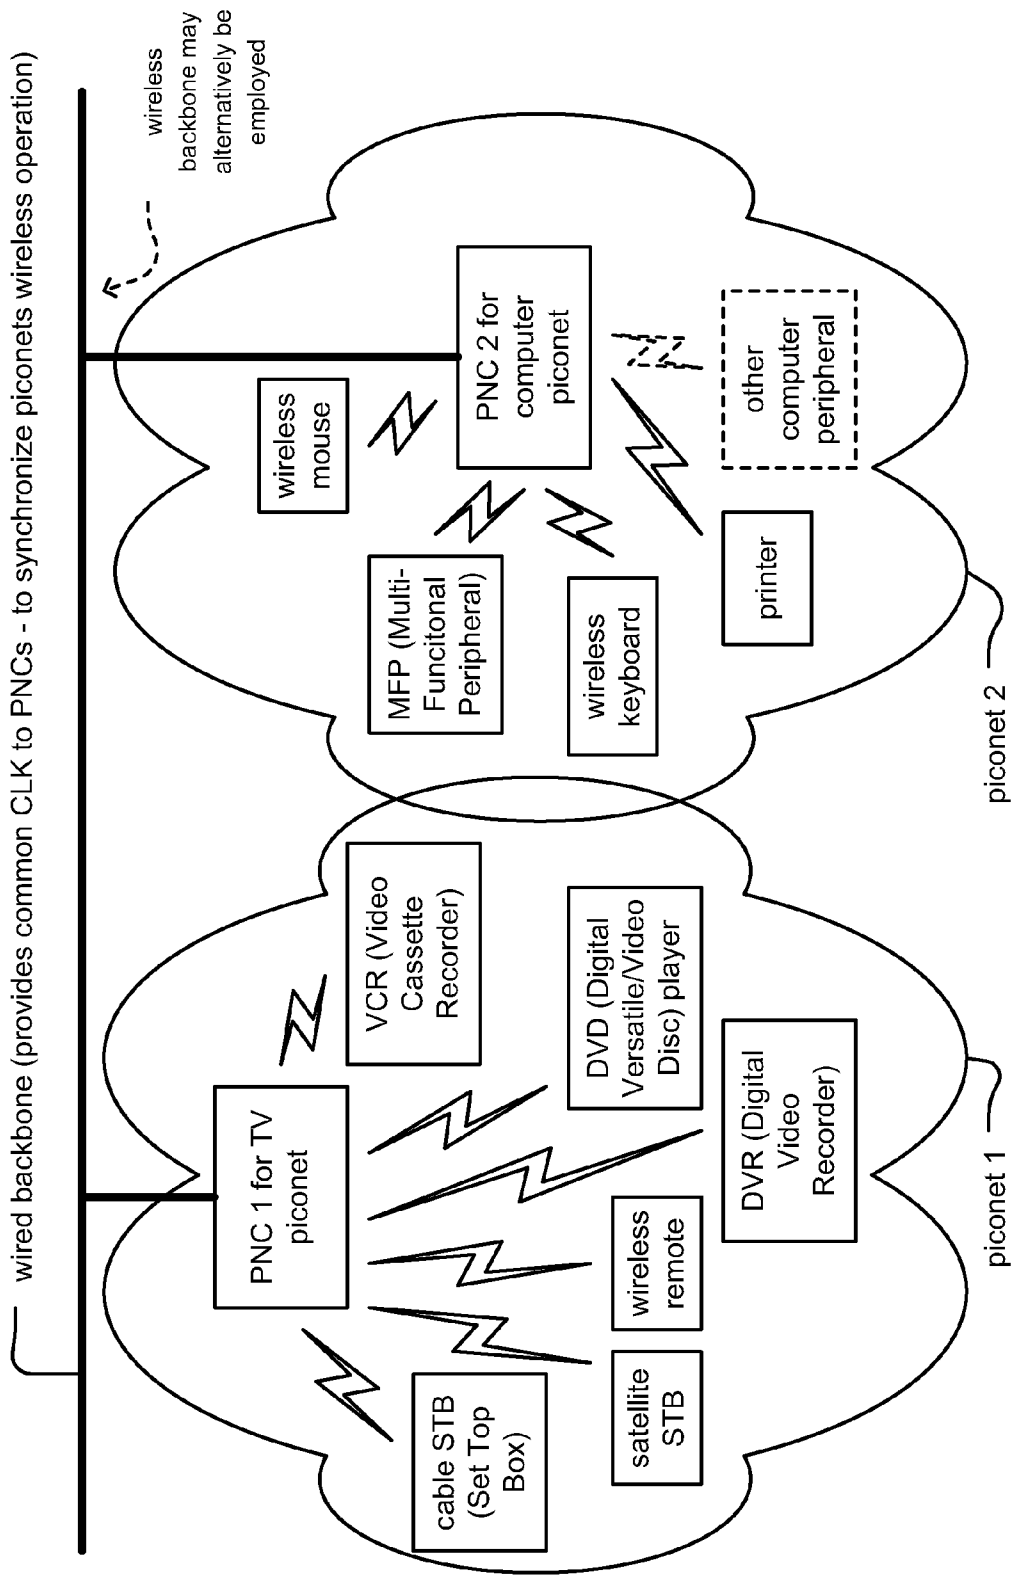 wired backbone (provides common CLK to PNCs - to synchronize piconets wireless operation)
wireless
backbone may
alternatively be
employed
PNC 1 for TV
piconet
VCR (Video
Cassette
Recorder)
cable STB
(Set Top
Box)
DVD (Digital
Versatile/Video
Disc) player
satellite
STB
wireless
remote
DVR (Digital
Video
Recorder)
piconet 1
wireless
mouse
MFP (Multi-
Funcitonal
Peripheral)
PNC 2 for
computer
piconet
wireless
keyboard
printer
other
computer
peripheral
piconet 2